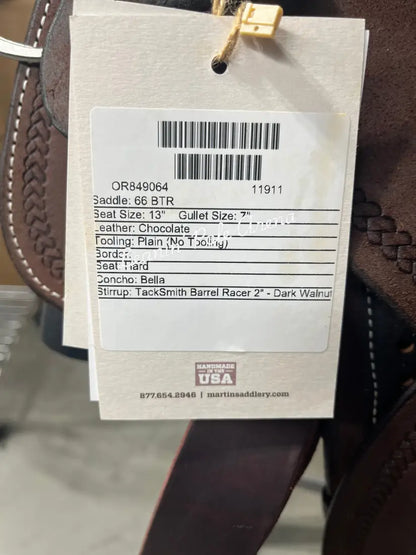 OR849064 11911
Saddle: 66 BTR
Seat Size: 13" Gullet Size: 7"
Leather: Chocolate
Tooling: Plain (No Tooling)
Border:
Seat: Hard
Concho: Bella
Stirrup: TackSmith Barrel Racer 2" - Dark Walnut
HANDMADE
IN THE
USA
877.654.2946 | martinsaddlery.com